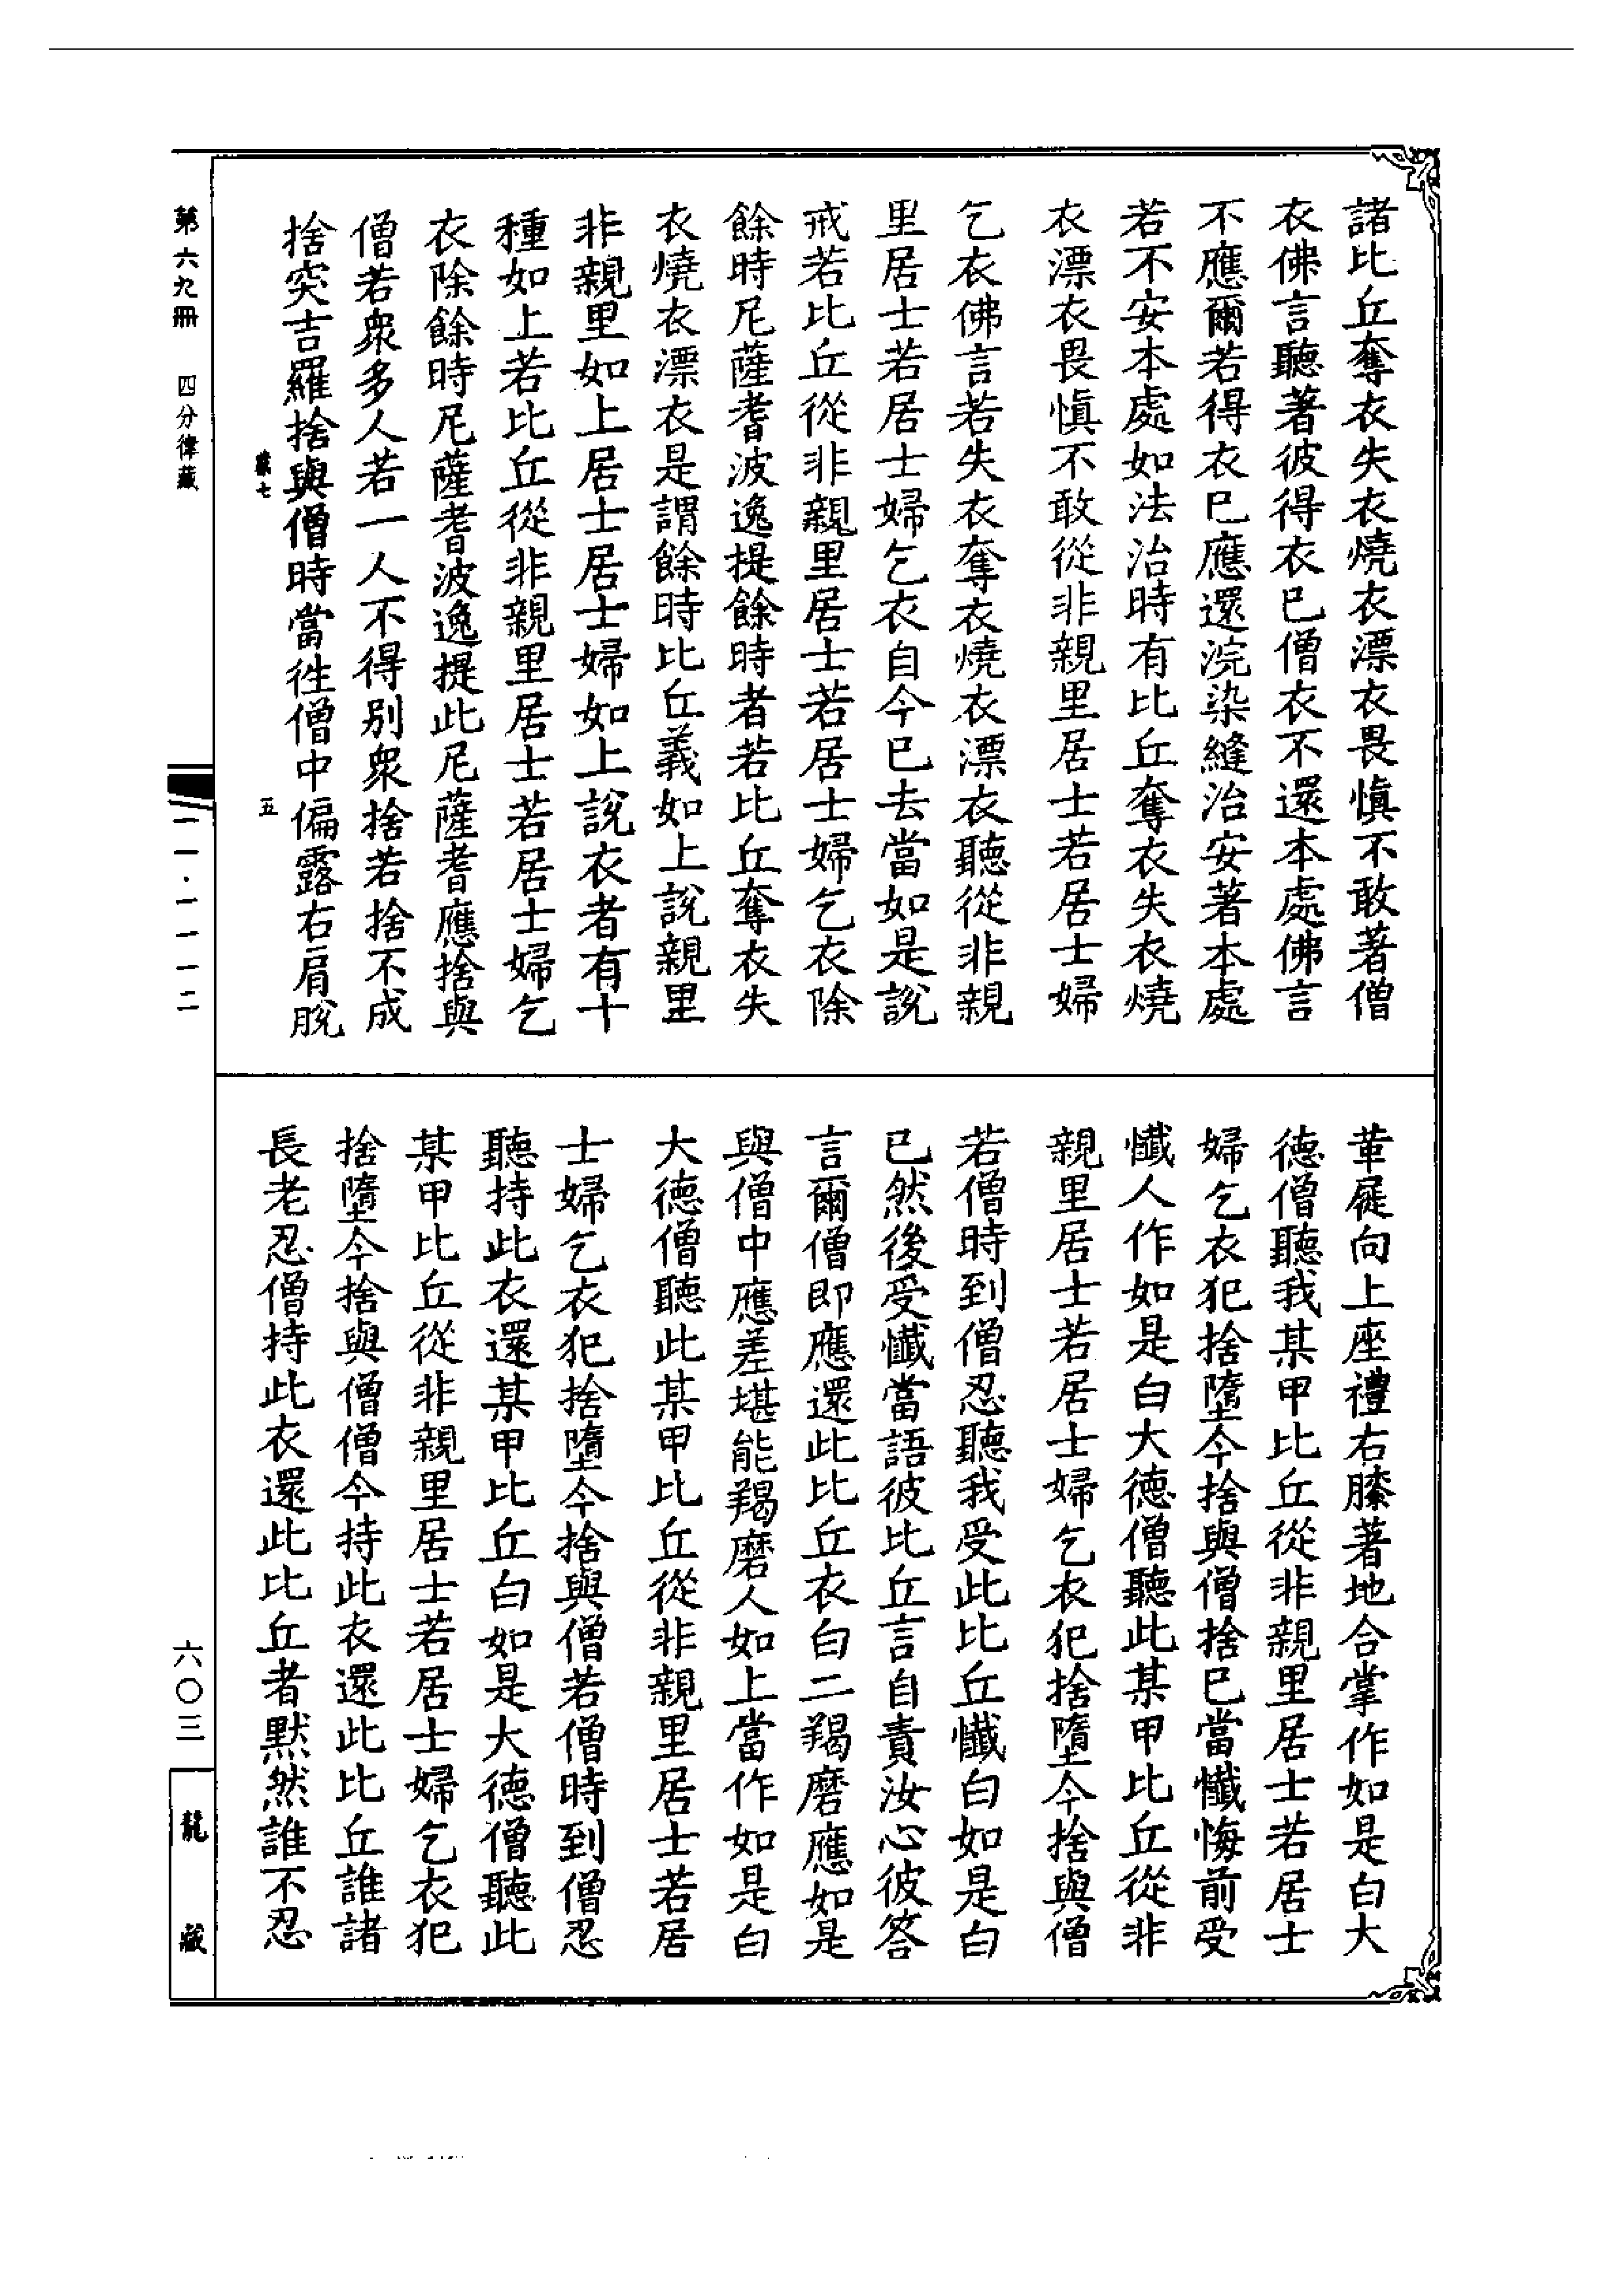 諸比丘奪衣失衣燒衣漂衣畏慎不敢著僧
衣佛言聽著彼得衣已僧衣不還本處佛言
不應爾若得衣已應還浣染縫治安著本處
若不安本處如法治時有比丘奪衣失衣燒
衣漂衣畏慎不敢從非親里居士若居士婦
乞衣佛言若失衣奪衣燒衣漂衣聽從非親
里居士若居士婦乞衣自今已去當如是說
戒若比丘從非親里居士若居士婦乞衣除
餘時尼薩耆波逸提餘時者若比丘奪衣失
衣燒衣漂衣是謂餘時比丘義如上說親里
非親里如上居士居士婦如上說衣者有十
種如上若比丘從非親里居士若居士婦乞
衣除餘時尼薩耆波逸提此尼薩耆應捨與
僧若衆多人若一人不得別衆捨若捨不成
捨突吉羅捨與僧時當徃僧中偏露右肩脫
革屣向上座禮右膝著地合掌作如是白大
德僧聽我某甲比丘從非親里居士若居士
婦乞衣犯捨墮今捨與僧捨已當懺悔前受
懺人作如是白大德僧聽此某甲比丘從非
親里居士若居士婦乞衣犯捨墮今捨與僧
若僧時到僧忍聽我受此比丘懺白如是白
已然後受懺當語彼比丘言自責汝心彼答
言爾僧即應還此比丘衣白二羯磨應如是
與僧中應差堪能羯磨人如上當作如是白
大德僧聽此某甲比丘從非親里居士若居
士婦乞衣犯捨墮今捨與僧若僧時到僧忍
聽持此衣還某甲比丘白如是大德僧聽此
某甲比丘從非親里居士若居士婦乞衣犯
捨墮今捨與僧僧今持此衣還此比丘誰諸
長老忍僧持此衣還此比丘者默然誰不忍
七 五
第六九冊 四分律藏
一一·一一一二
六〇三
龍藏